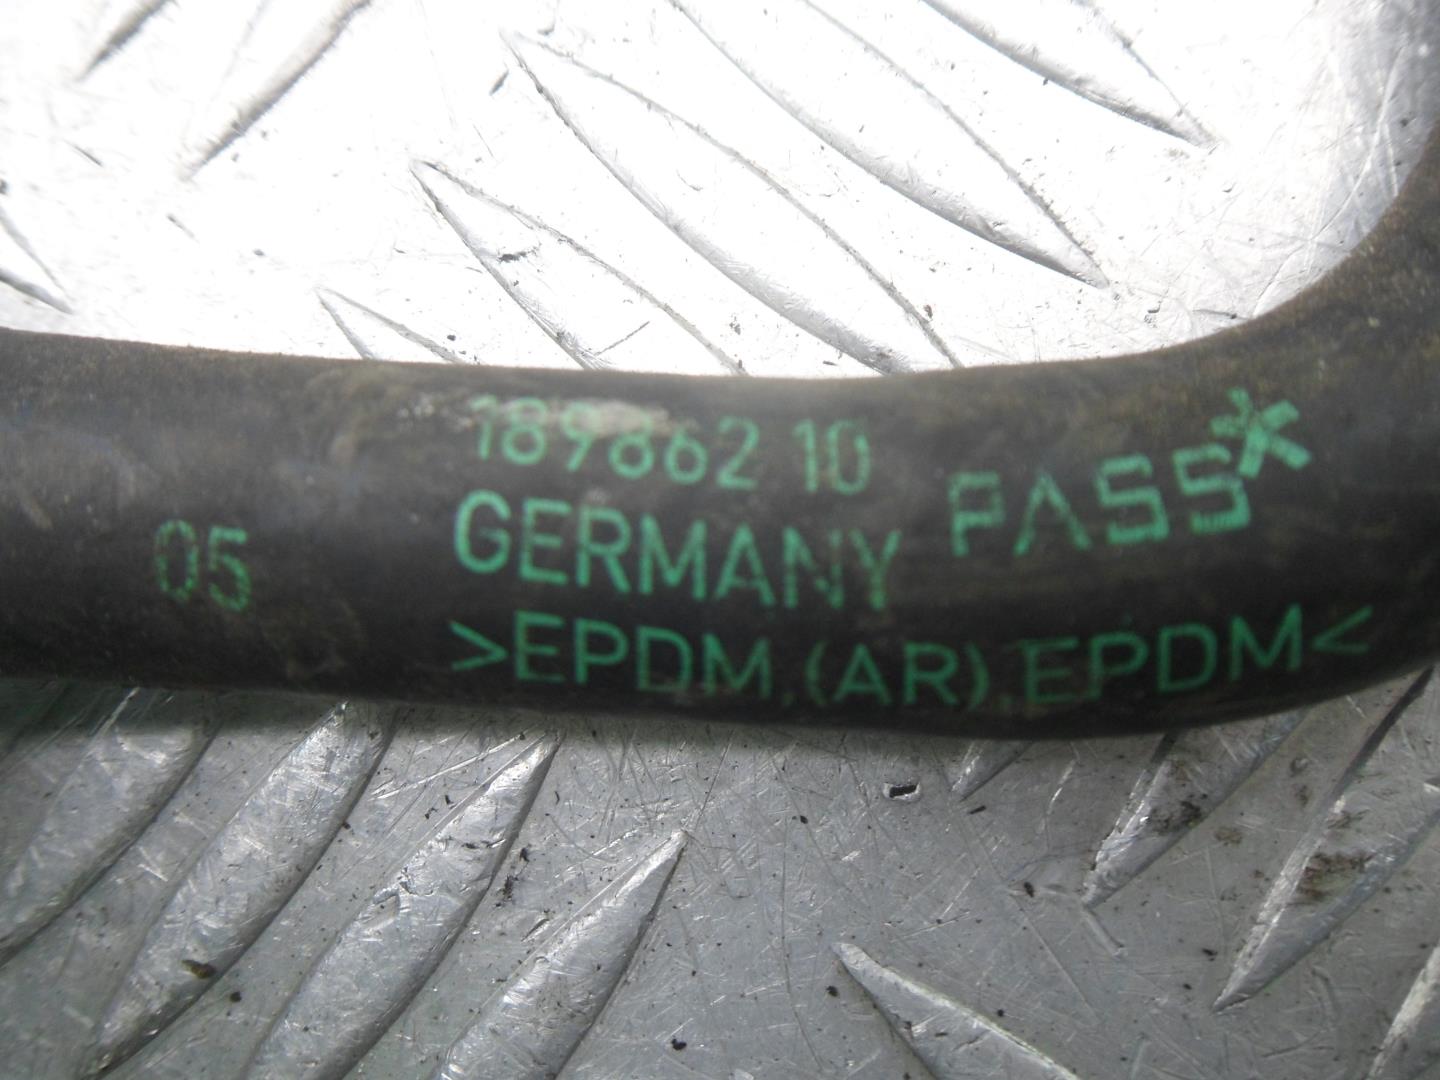 189862 10
GERMANY PASS*
05
>EPDM,(AR),EPDM<